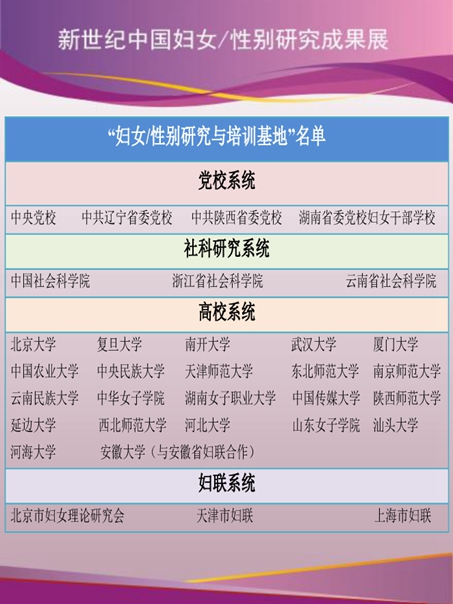 新世纪中国妇女/性别研究成果展
“妇女/性别研究与培训基地”名单
党校系统
中央党校 中共辽宁省委党校 中共陕西省委党校 湖南省委党校妇女干部学校
社科研究系统
中国社会科学院 浙江省社会科学院 云南省社会科学院
高校系统
北京大学 复旦大学 南开大学 武汉大学 厦门大学
中国农业大学 中央民族大学 天津师范大学 东北师范大学 南京师范大学
云南民族大学 中华女子学院 湖南女子职业大学 中国传媒大学 陕西师范大学
延边大学 西北师范大学 河北大学 山东女子学院 汕头大学
河海大学 安徽大学（与安徽省妇联合作）
妇联系统
北京市妇女理论研究会 天津市妇联 上海市妇联